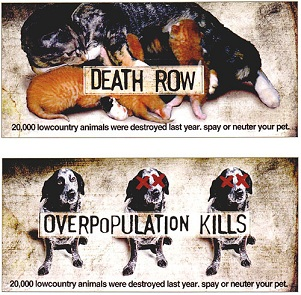 DEATH ROW
20,000 lowcountry animals were destroyed last year. spay or neuter your pet.
OVERPOPULATION KILLS
20,000 lowcountry animals were destroyed last year. spay or neuter your pet.